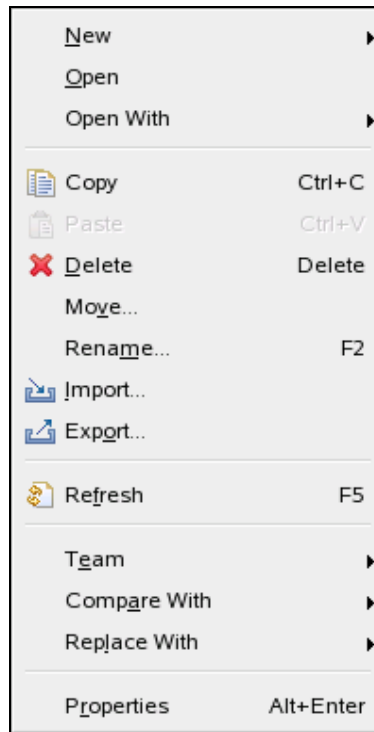 New
Open
Open With
Copy Ctrl+C
Paste Ctrl+V
Delete Delete
Move...
Rename... F2
Import...
Export...
Refresh F5
Team
Compare With
Replace With
Properties Alt+Enter